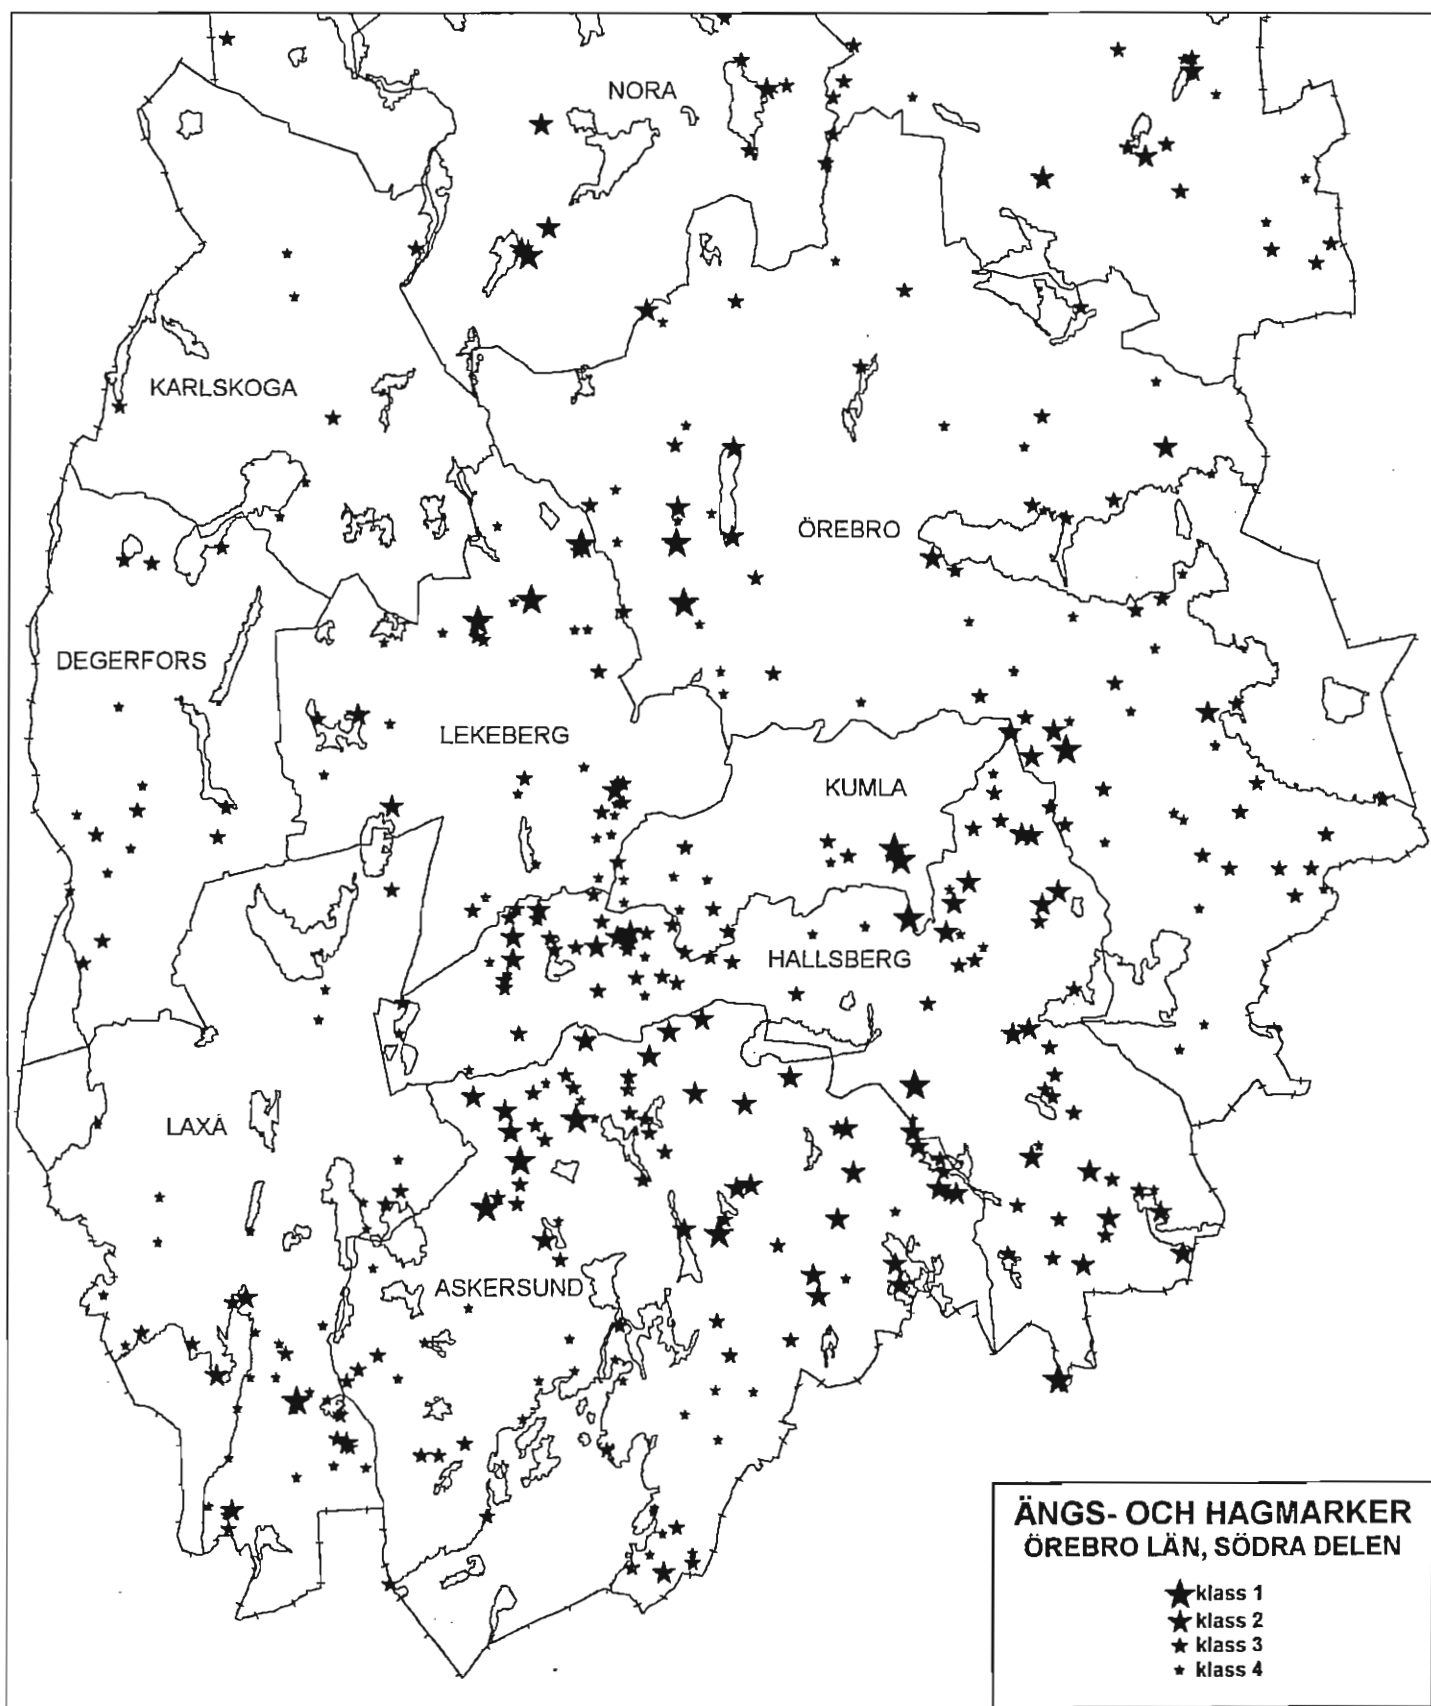 NORA
KARLSKOGA
ÖREBRO
DEGERFORS
LEKEBERG
KUMLA
HALLSBERG
LAXÅ
ASKERSUND
ÄNGS- OCH HAGMARKER
ÖREBRO LÄN, SÖDRA DELEN
klass 1
klass 2
klass 3
klass 4